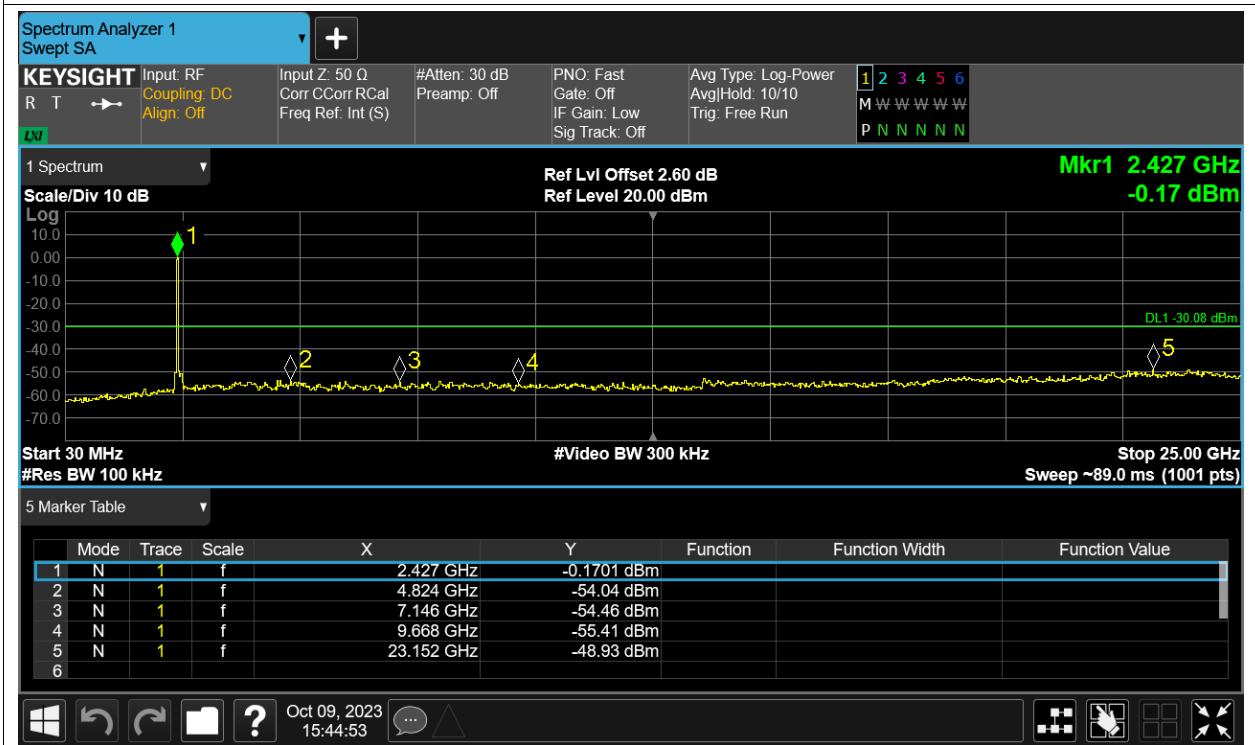 Spectrum Analyzer 1
Swept SA
+
KEYSIGHT
R T
LXI
Input: RF
Coupling: DC
Align: Off
Input Z: 50 Ω
Corr CCorr RCal
Freq Ref: Int (S)
#Atten: 30 dB
Preamp: Off
PNO: Fast
Gate: Off
IF Gain: Low
Sig Track: Off
Avg Type: Log-Power
Avg|Hold: 10/10
Trig: Free Run
1 2 3 4 5 6
M W W W W W
P N N N N N
1 Spectrum
Scale/Div 10 dB
Ref Lvl Offset 2.60 dB
Ref Level 20.00 dBm
Mkr1 2.427 GHz
-0.17 dBm
Log
10.0
0.00
-10.0
-20.0
-30.0
-40.0
-50.0
-60.0
-70.0
1
2
3
4
5
DL1 -30.08 dBm
Start 30 MHz
#Video BW 300 kHz
Stop 25.00 GHz
#Res BW 100 kHz
Sweep ~89.0 ms (1001 pts)
5 Marker Table
Mode Trace Scale X Y Function Function Width Function Value
1 N 1 f 2.427 GHz -0.1701 dBm
2 N 1 f 4.824 GHz -54.04 dBm
3 N 1 f 7.146 GHz -54.46 dBm
4 N 1 f 9.668 GHz -55.41 dBm
5 N 1 f 23.152 GHz -48.93 dBm
6
?
Oct 09, 2023
15:44:53